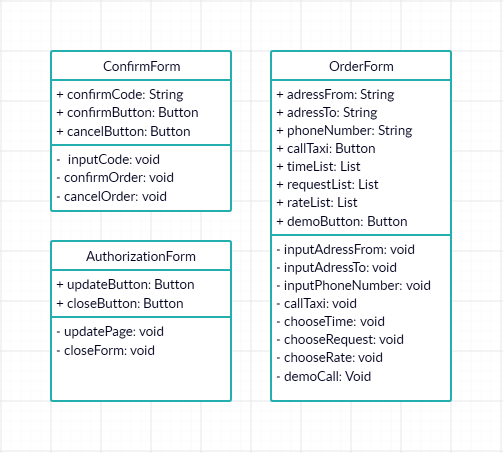 ConfirmForm
+ confirmCode: String
+ confirmButton: Button
+ cancelButton: Button
-  inputCode: void
- confirmOrder: void
- cancelOrder: void
AuthorizationForm
+ updateButton: Button
+ closeButton: Button
- updatePage: void
- closeForm: void
OrderForm
+ adressFrom: String
+ adressTo: String
+ phoneNumber: String
+ callTaxi: Button
+ timeList: List
+ requestList: List
+ rateList: List
+ demoButton: Button
- inputAdressFrom: void
- inputAdressTo: void
- inputPhoneNumber: void
- callTaxi: void
- chooseTime: void
- chooseRequest: void
- chooseRate: void
- demoCall: Void